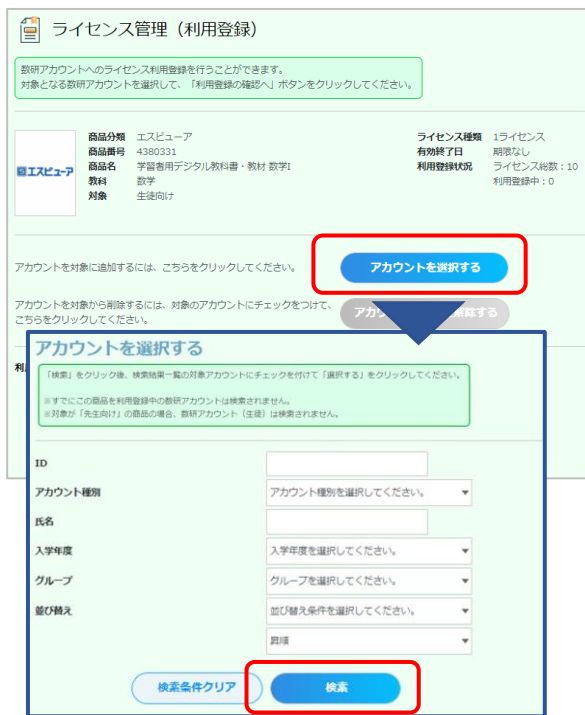 ライセンス管理（利用登録）
数研アカウントへのライセンス利用登録を行うことができます。
対象となる数研アカウントを選択して、「利用登録の確認へ」ボタンをクリックしてください。
エスビューア
商品分類 エスビューア
商品番号 4380331
商品名 学習者用デジタル教科書・教材 数学I
教科 数学
対象 生徒向け
ライセンス種類 1ライセンス
有効終了日 期限なし
利用登録状況 ライセンス総数：10
利用登録中：0
アカウントを対象に追加するには、こちらをクリックしてください。
アカウントを選択する
アカウントを対象から削除するには、対象のアカウントにチェックをつけて、
こちらをクリックしてください。
アカウ
除する
アカウントを選択する
「検索」をクリック後、検索結果一覧の対象アカウントにチェックを付けて「選択する」をクリックしてください。
※すでにこの商品を利用登録中の数研アカウントは検索されません。
※対象が「先生向け」の商品の場合、数研アカウント（生徒）は検索されません。
ID
アカウント種別 アカウント種別を選択してください。
氏名
入学年度 入学年度を選択してください。
グループ グループを選択してください。
並び替え 並び替え条件を選択してください。
昇順
検索条件クリア
検索